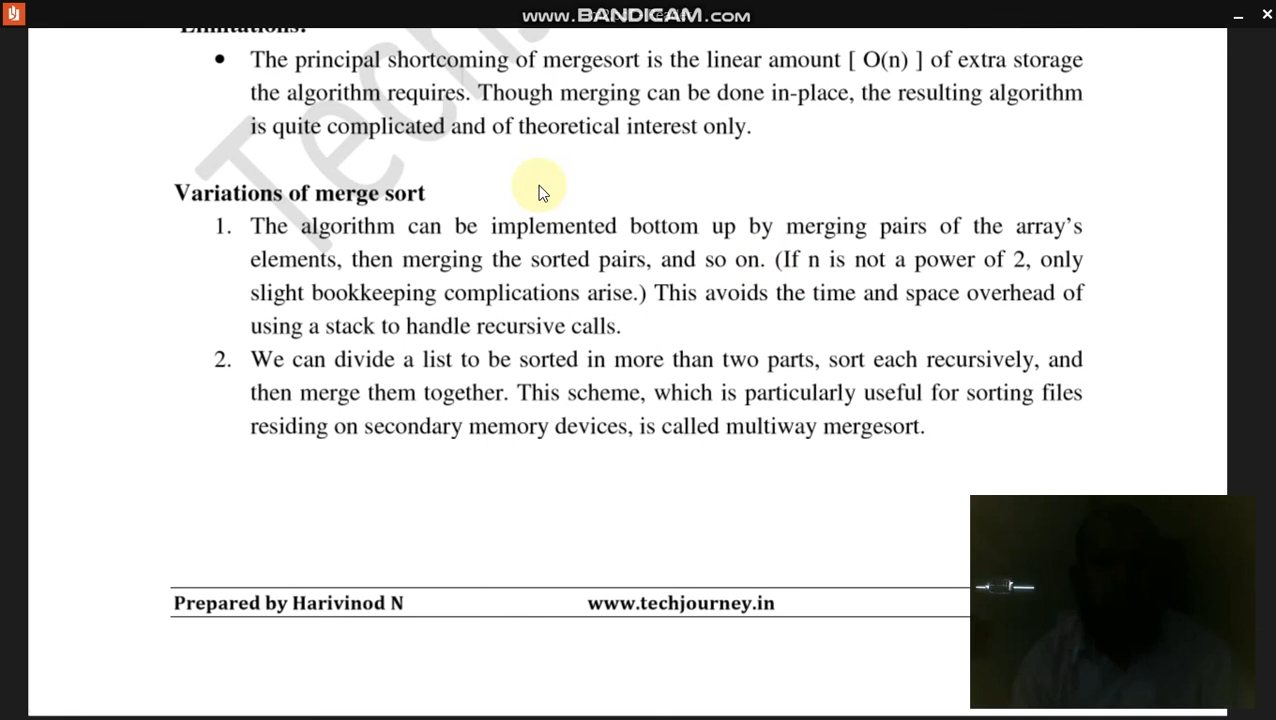 www.BANDICAM.com
Limitations:
• The principal shortcoming of mergesort is the linear amount [ O(n) ] of extra storage
the algorithm requires. Though merging can be done in-place, the resulting algorithm
is quite complicated and of theoretical interest only.
Variations of merge sort
1. The algorithm can be implemented bottom up by merging pairs of the array’s
elements, then merging the sorted pairs, and so on. (If n is not a power of 2, only
slight bookkeeping complications arise.) This avoids the time and space overhead of
using a stack to handle recursive calls.
2. We can divide a list to be sorted in more than two parts, sort each recursively, and
then merge them together. This scheme, which is particularly useful for sorting files
residing on secondary memory devices, is called multiway mergesort.
Prepared by Harivinod N www.techjourney.in
Tech